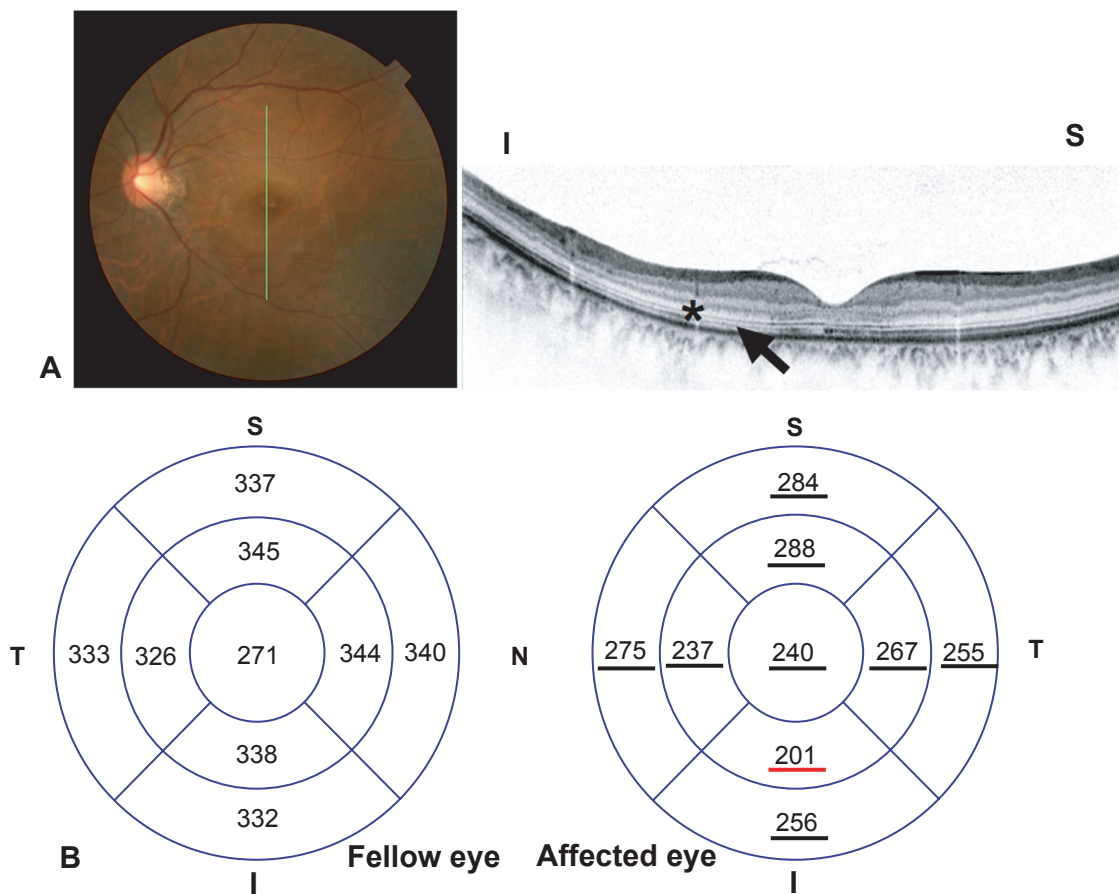 I S
*
A
S S
337 284
345 288
T 333 326 271 344 340 N 275 237 240 267 255 T
338 201
332 256
B Fellow eye Affected eye
I I